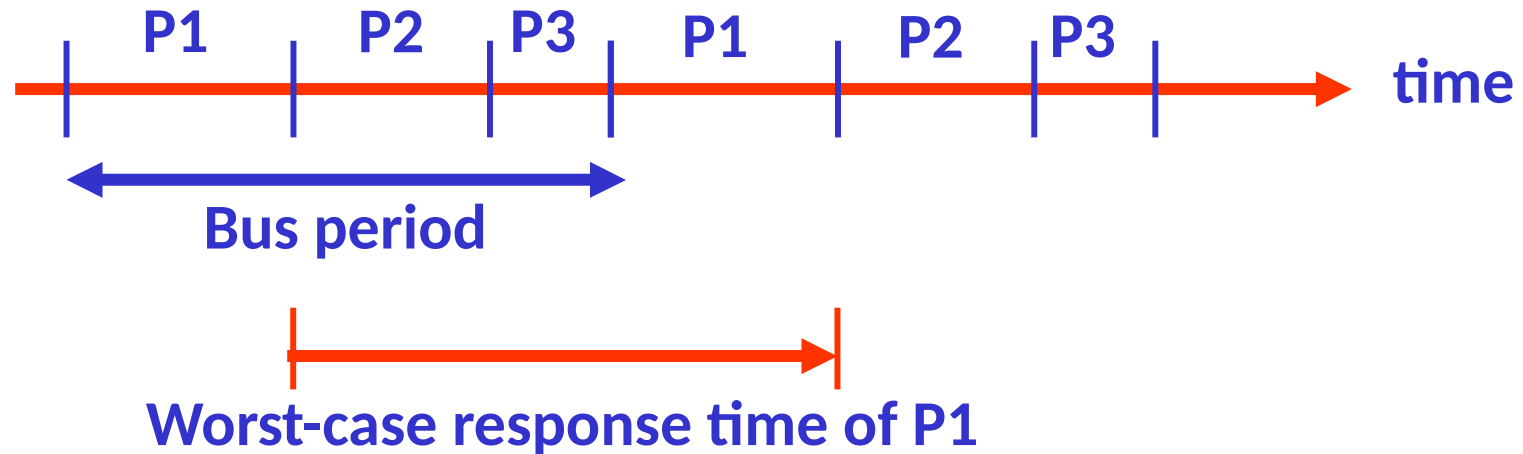 P1 P2 P3 P1 P2 P3
time
Bus period
Worst-case response time of P1